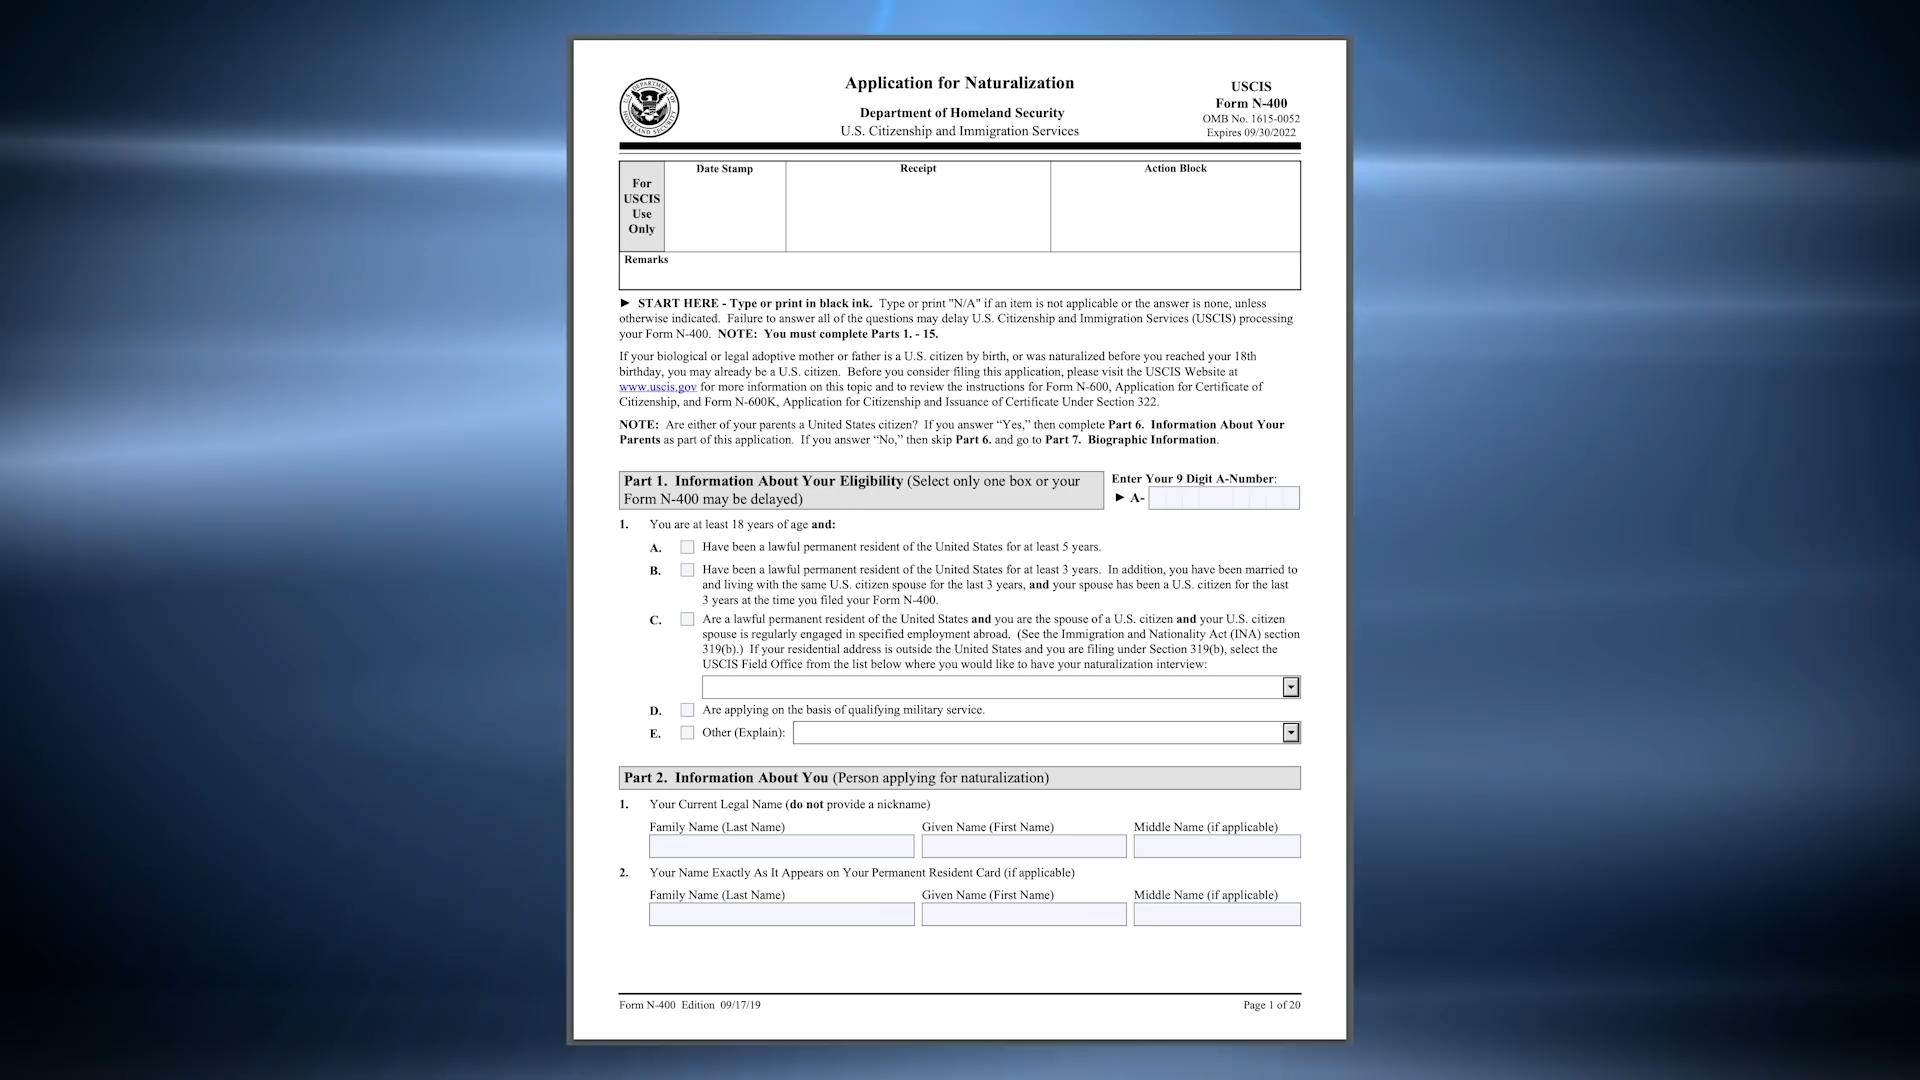 Application for Naturalization
Department of Homeland Security
U.S. Citizenship and Immigration Services
USCIS
Form N-400
OMB No. 1615-0052
Expires 09/30/2022
U.S. DEPARTMENT OF HOMELAND SECURITY
For
USCIS
Use
Only
Date Stamp
Receipt
Action Block
Remarks
► START HERE - Type or print in black ink. Type or print "N/A" if an item is not applicable or the answer is none, unless
otherwise indicated. Failure to answer all of the questions may delay U.S. Citizenship and Immigration Services (USCIS) processing
your Form N-400. NOTE: You must complete Parts 1. - 15.
If your biological or legal adoptive mother or father is a U.S. citizen by birth, or was naturalized before you reached your 18th
birthday, you may already be a U.S. citizen. Before you consider filing this application, please visit the USCIS Website at
www.uscis.gov for more information on this topic and to review the instructions for Form N-600, Application for Certificate of
Citizenship, and Form N-600K, Application for Citizenship and Issuance of Certificate Under Section 322.
NOTE: Are either of your parents a United States citizen? If you answer “Yes,” then complete Part 6. Information About Your
Parents as part of this application. If you answer “No,” then skip Part 6. and go to Part 7. Biographic Information.
Part 1. Information About Your Eligibility (Select only one box or your
Form N-400 may be delayed)
Enter Your 9 Digit A-Number:
► A-
1. You are at least 18 years of age and:
A. Have been a lawful permanent resident of the United States for at least 5 years.
B. Have been a lawful permanent resident of the United States for at least 3 years. In addition, you have been married to
and living with the same U.S. citizen spouse for the last 3 years, and your spouse has been a U.S. citizen for the last
3 years at the time you filed your Form N-400.
C. Are a lawful permanent resident of the United States and you are the spouse of a U.S. citizen and your U.S. citizen
spouse is regularly engaged in specified employment abroad. (See the Immigration and Nationality Act (INA) section
319(b).) If your residential address is outside the United States and you are filing under Section 319(b), select the
USCIS Field Office from the list below where you would like to have your naturalization interview:
D. Are applying on the basis of qualifying military service.
E. Other (Explain):
Part 2. Information About You (Person applying for naturalization)
1. Your Current Legal Name (do not provide a nickname)
Family Name (Last Name) Given Name (First Name) Middle Name (if applicable)
2. Your Name Exactly As It Appears on Your Permanent Resident Card (if applicable)
Family Name (Last Name) Given Name (First Name) Middle Name (if applicable)
Form N-400 Edition 09/17/19
Page 1 of 20